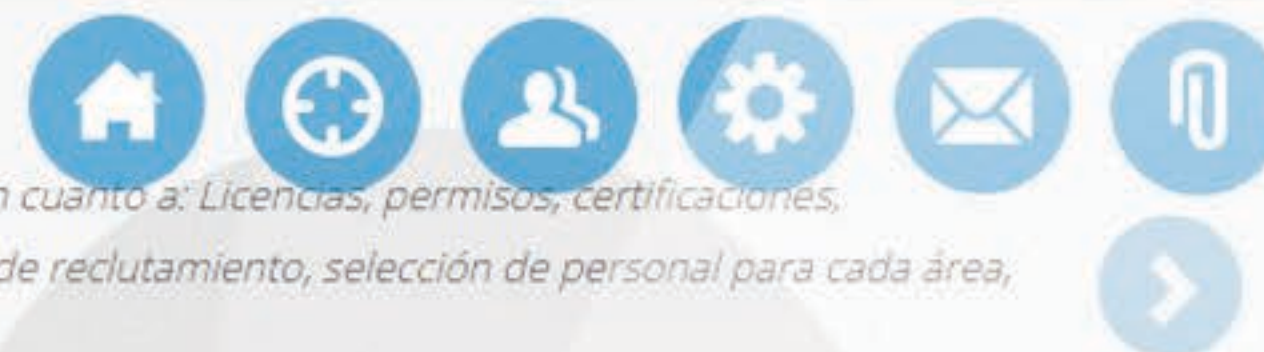 n cuanto a: Licencias, permisos, certificaciones,
de reclutamiento, selección de personal para cada área,